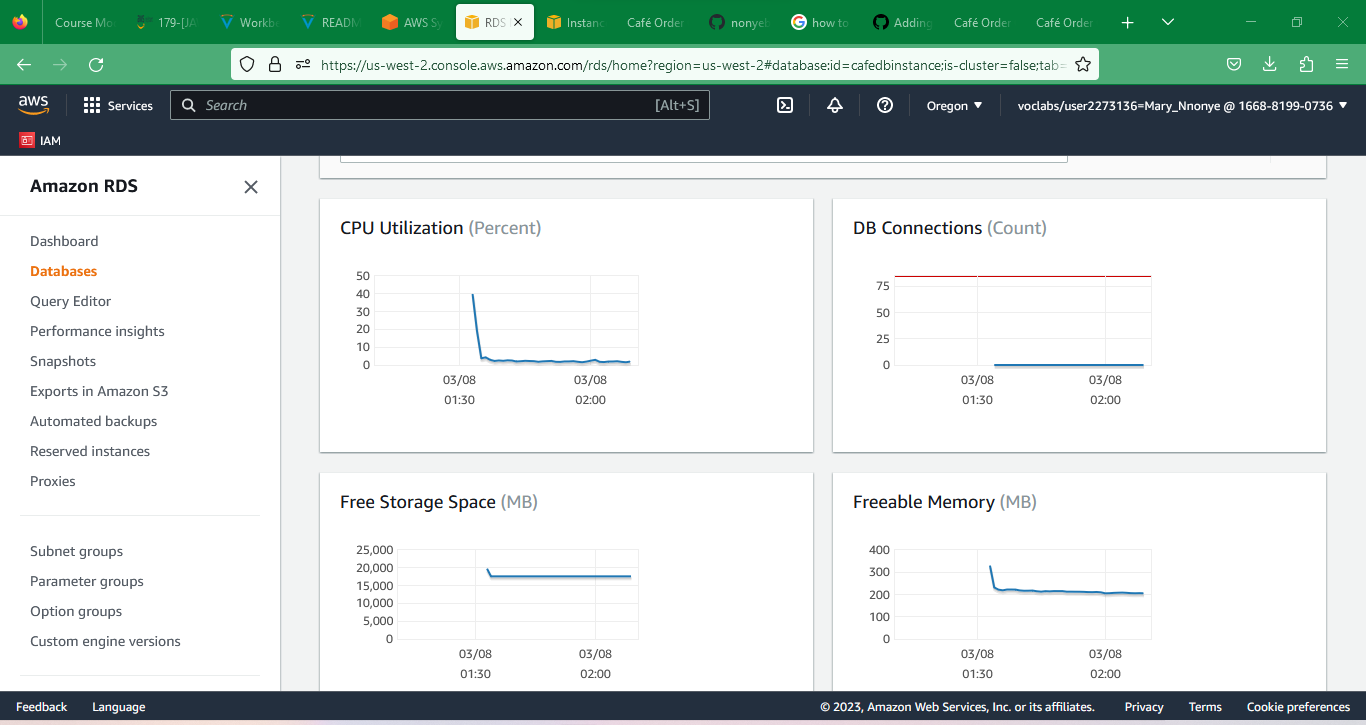 Course Mo
179-[JA
Workb
READM
AWS Sy
RDS
Instanc
Café Order
nonyeb
how to
Adding
Café Order
Café Order
https://us-west-2.console.aws.amazon.com/rds/home?region=us-west-2#database:id=cafedbinstance;is-cluster=false;tab=
aws
Services
Search
[Alt+S]
Oregon
voclabs/user2273136=Mary_Nnonye @ 1668-8199-0736
IAM
Amazon RDS
Dashboard
Databases
Query Editor
Performance insights
Snapshots
Exports in Amazon S3
Automated backups
Reserved instances
Proxies
Subnet groups
Parameter groups
Option groups
Custom engine versions
CPU Utilization (Percent)
50
40
30
20
10
0
03/08 03/08
01:30 02:00
DB Connections (Count)
75
50
25
0
03/08 03/08
01:30 02:00
Free Storage Space (MB)
25,000
20,000
15,000
10,000
5,000
0
03/08 03/08
01:30 02:00
Freeable Memory (MB)
400
300
200
100
0
03/08 03/08
01:30 02:00
Feedback
Language
© 2023, Amazon Web Services, Inc. or its affiliates.
Privacy
Terms
Cookie preferences